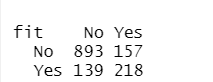 fit No Yes
No 893 157
Yes 139 218